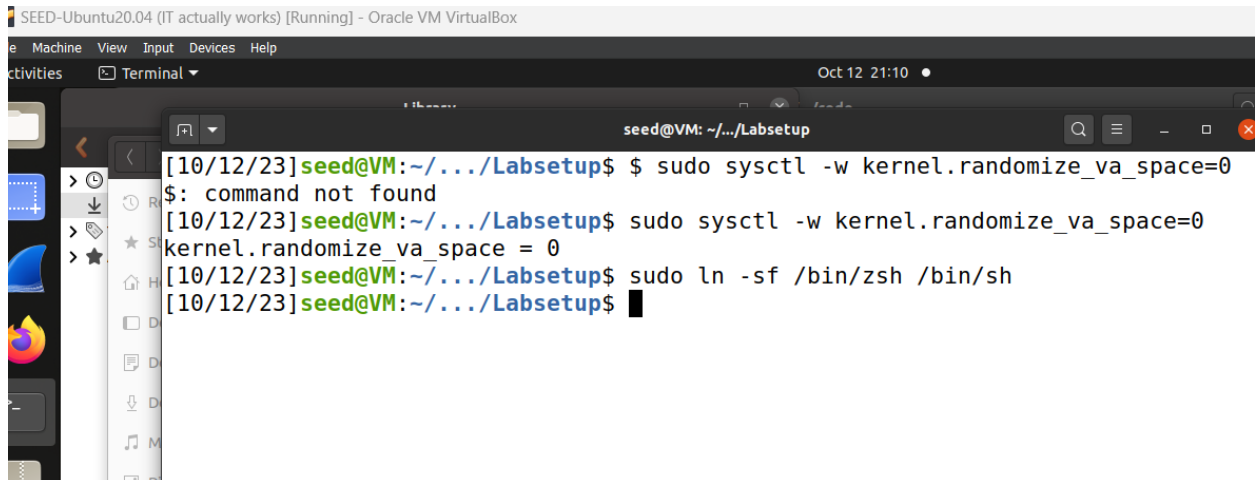 SEED-Ubuntu20.04 (IT actually works) [Running] - Oracle VM VirtualBox
Machine View Input Devices Help
Terminal
Oct 12 21:10
seed@VM: ~/.../Labsetup
[10/12/23]seed@VM:~/.../Labsetup$ $ sudo sysctl -w kernel.randomize_va_space=0
$: command not found
[10/12/23]seed@VM:~/.../Labsetup$ sudo sysctl -w kernel.randomize_va_space=0
kernel.randomize_va_space = 0
[10/12/23]seed@VM:~/.../Labsetup$ sudo ln -sf /bin/zsh /bin/sh
[10/12/23]seed@VM:~/.../Labsetup$